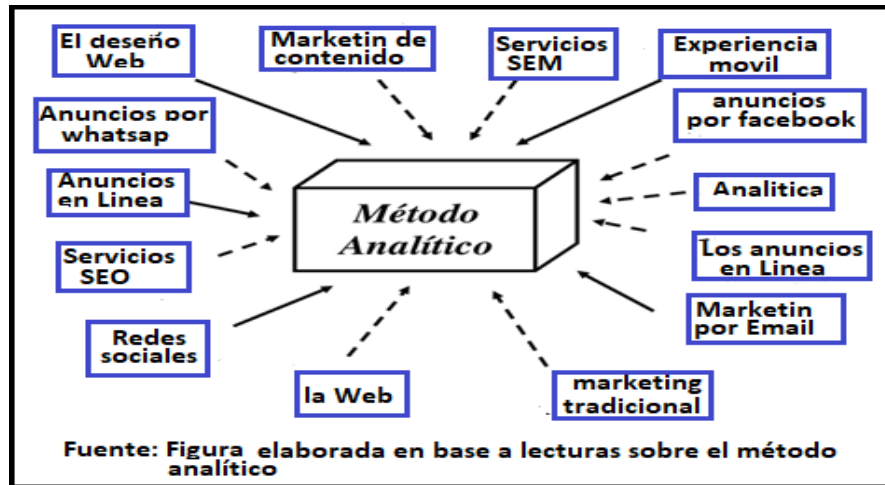 El deseño
Web
Marketin de
contenido
Servicios
SEM
Experiencia
movil
Anuncios por
whatsap
anuncios
por facebook
Anuncios
en Linea
Método
Analítico
Analitica
Servicios
SEO
Los anuncios
en Linea
Redes
sociales
Marketin
por Email
la Web
marketing
tradicional
Fuente: Figura elaborada en base a lecturas sobre el método
analítico